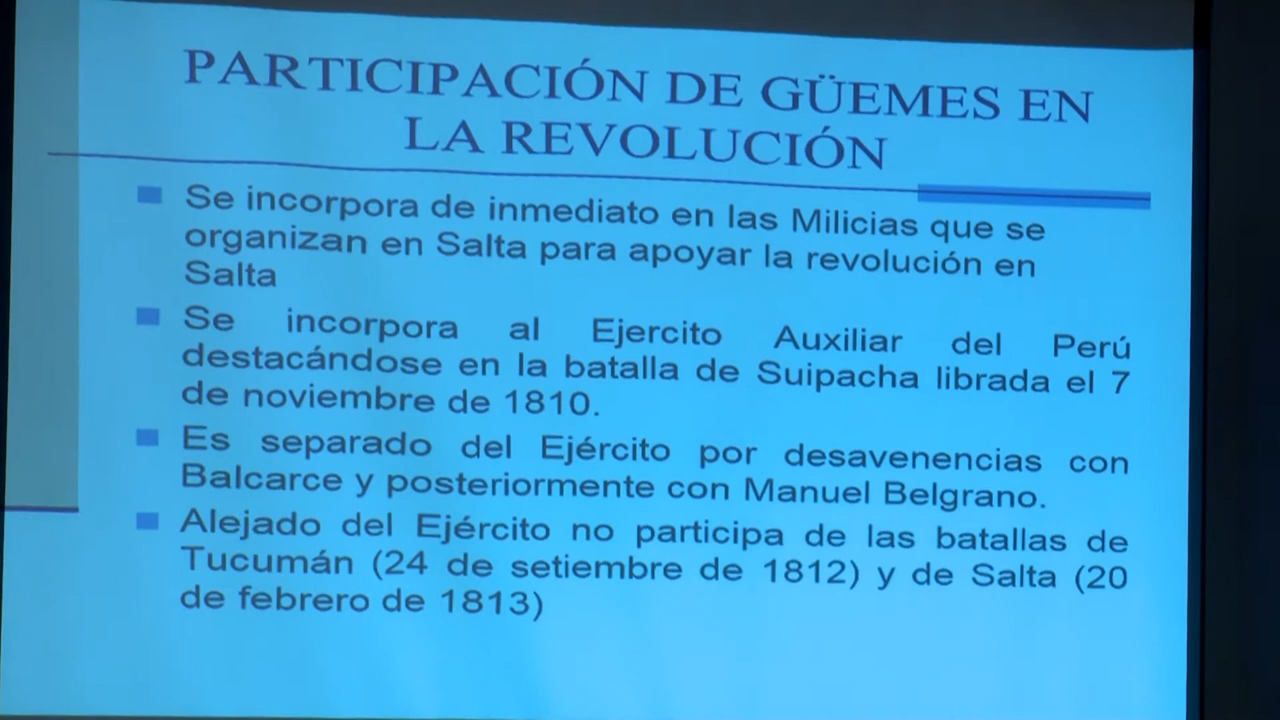 PARTICIPACIÓN DE GÜEMES EN
LA REVOLUCIÓN
Se incorpora de inmediato en las Milicias que se
organizan en Salta para apoyar la revolución en
Salta
Se incorpora al Ejercito Auxiliar del Perú
destacándose en la batalla de Suipacha librada el 7
de noviembre de 1810.
Es separado del Ejército por desavenencias con
Balcarce y posteriormente con Manuel Belgrano.
Alejado del Ejército no participa de las batallas de
Tucumán (24 de setiembre de 1812) y de Salta (20
de febrero de 1813)